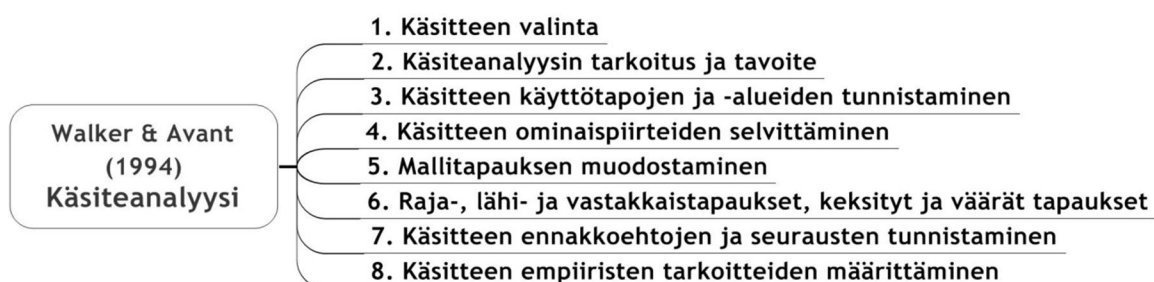 Walker & Avant
(1994)
Käsiteanalyysi
1. Käsitteen valinta
2. Käsiteanalyysin tarkoitus ja tavoite
3. Käsitteen käyttötapojen ja -alueiden tunnistaminen
4. Käsitteen ominaispiirteiden selvittäminen
5. Mallitapauksen muodostaminen
6. Raja-, lähi- ja vastakkaistapaukset, keksityt ja väärät tapaukset
7. Käsitteen ennakkoehtojen ja seurausten tunnistaminen
8. Käsitteen empiiristen tarkoitteiden määrittäminen